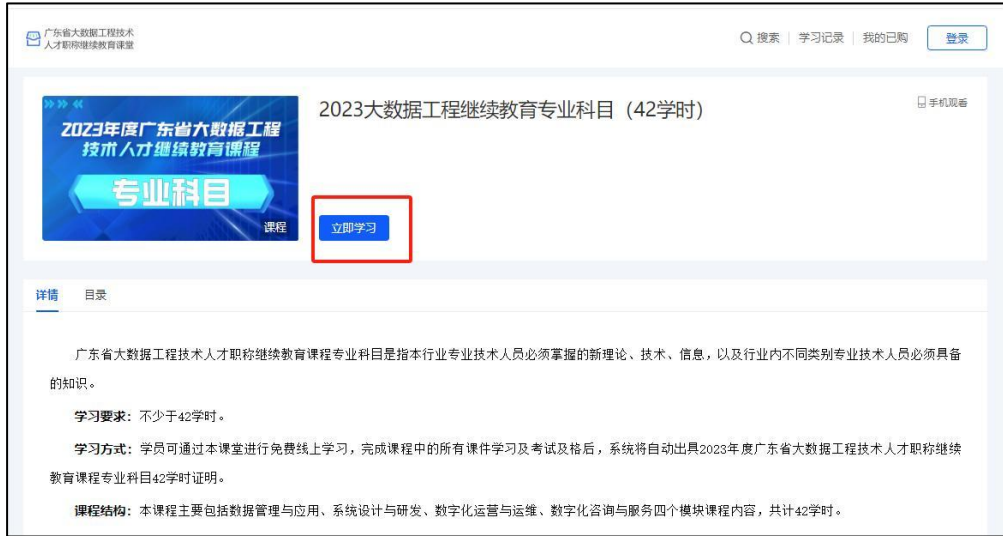 广东省大数据工程技术
人才职称继续教育课堂
搜索 学习记录 我的已购 登录
2023年度广东省大数据工程
技术人才继续教育课程
专业科目
课程
2023大数据工程继续教育专业科目（42学时）
手机观看
立即学习
详情 目录
广东省大数据工程技术人才职称继续教育课程专业科目是指本行业专业技术人员必须掌握的新理论、技术、信息，以及行业内不同类别专业技术人员必须具备
的知识。
学习要求：不少于42学时。
学习方式：学员可通过本课堂进行免费线上学习，完成课程中的所有课件学习及考试及格后，系统将自动出具2023年度广东省大数据工程技术人才职称继续
教育课程专业科目42学时证明。
课程结构：本课程主要包括数据管理与应用、系统设计与研发、数字化运营与运维、数字化咨询与服务四个模块课程内容，共计42学时。